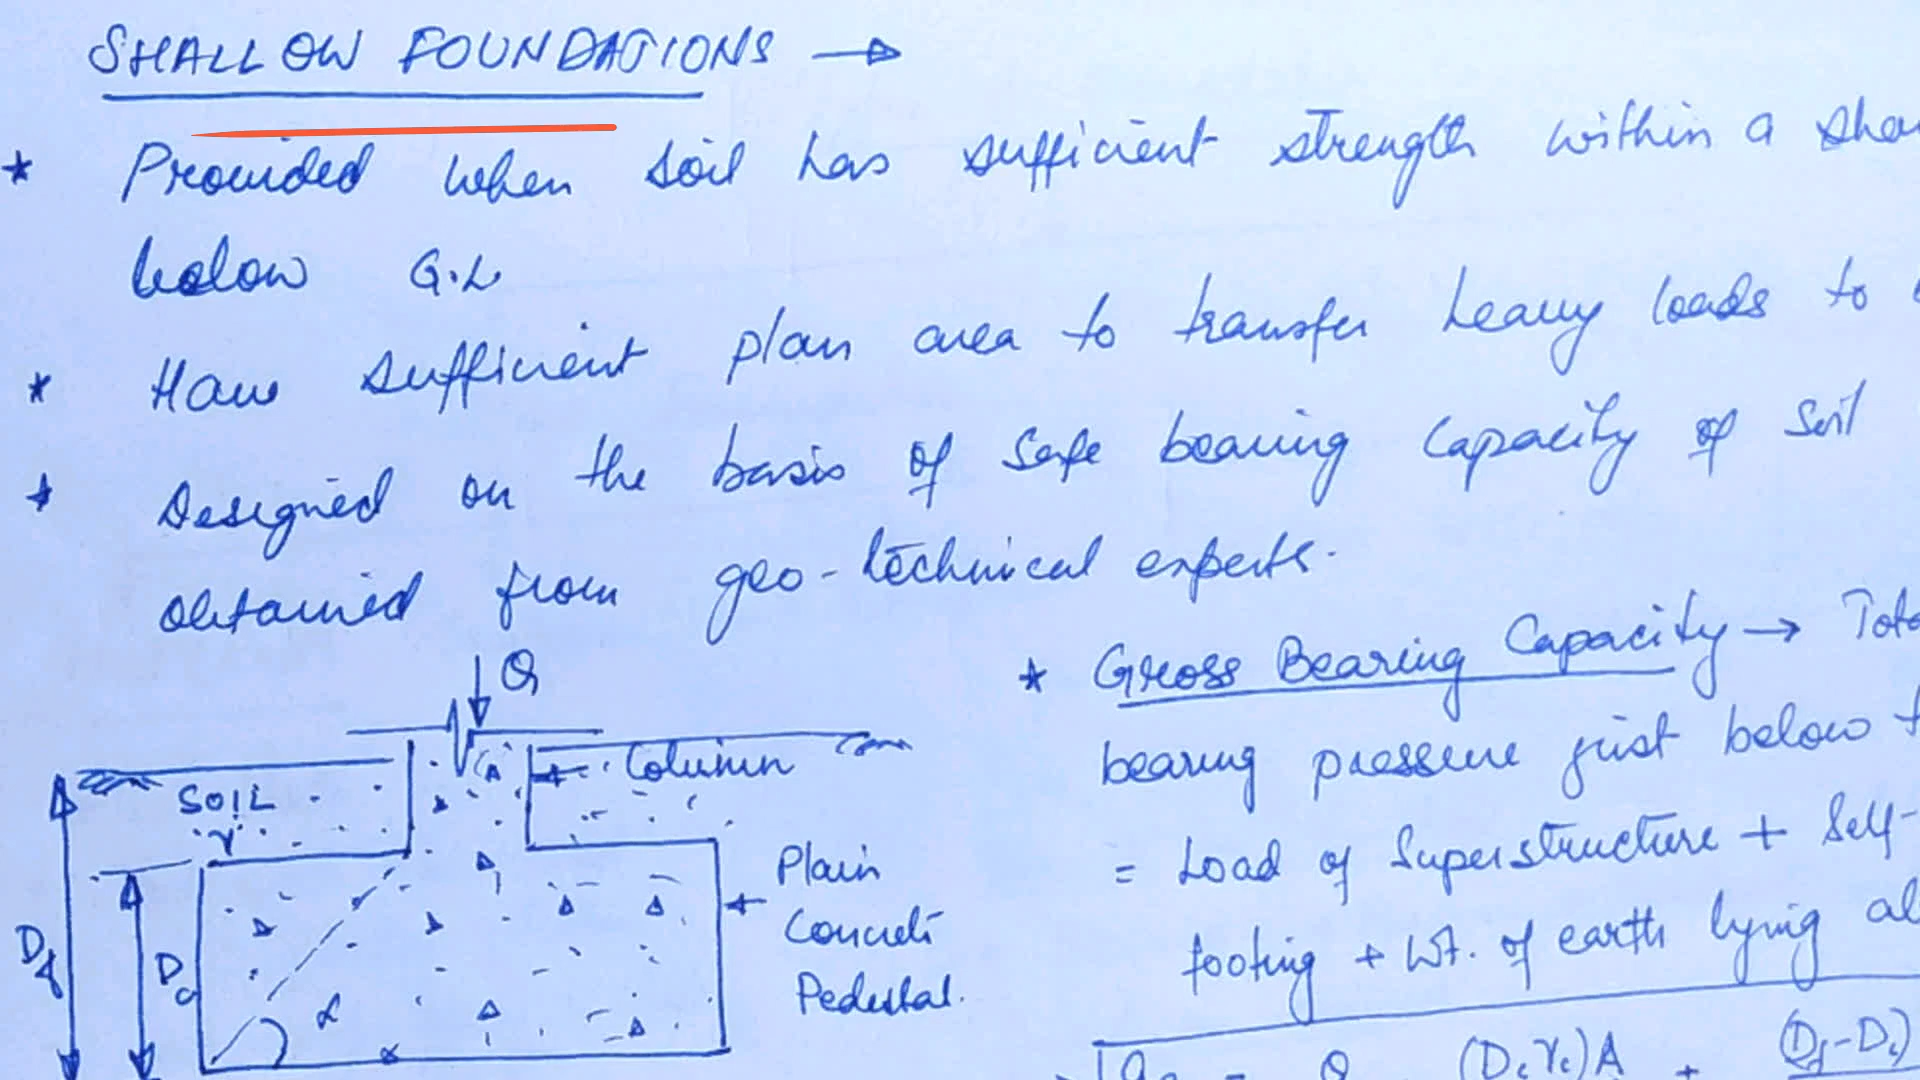 SHALLOW FOUNDATIONS →
* Provided when soil has sufficient strength within a
below G.L
* Have sufficient plan area to transfer heavy loads to
* Designed on the basis of safe bearing capacity of soil
obtained from geo-technical experts.
* Gross Bearing Capacity →
bearing pressure just below
= Load of Superstructure + Self-
footing + Wt. of earth lying
Q
Column
SOIL
γ
Plain
Concrete
Pedestal.
Df
Dc
α
Q (Dc γc)A + (Df-Dc)